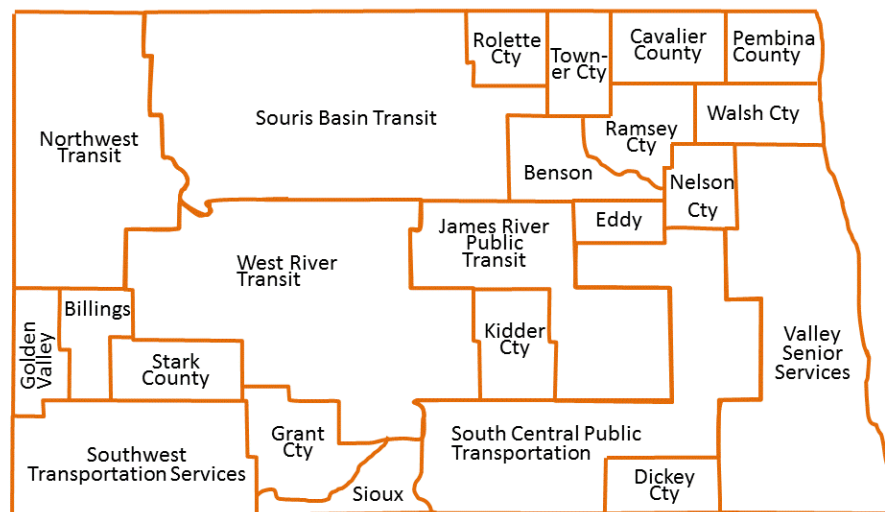 Rolette
Cty
Town-
er Cty
Cavalier
County
Pembina
County
Northwest
Transit
Souris Basin Transit
Ramsey
Cty
Walsh Cty
Benson
Nelson
Cty
Eddy
James River
Public
Transit
West River
Transit
Billings
Golden
Valley
Stark
County
Kidder
Cty
Valley
Senior
Services
Grant
Cty
South Central Public
Transportation
Southwest
Transportation Services
Sioux
Dickey
Cty